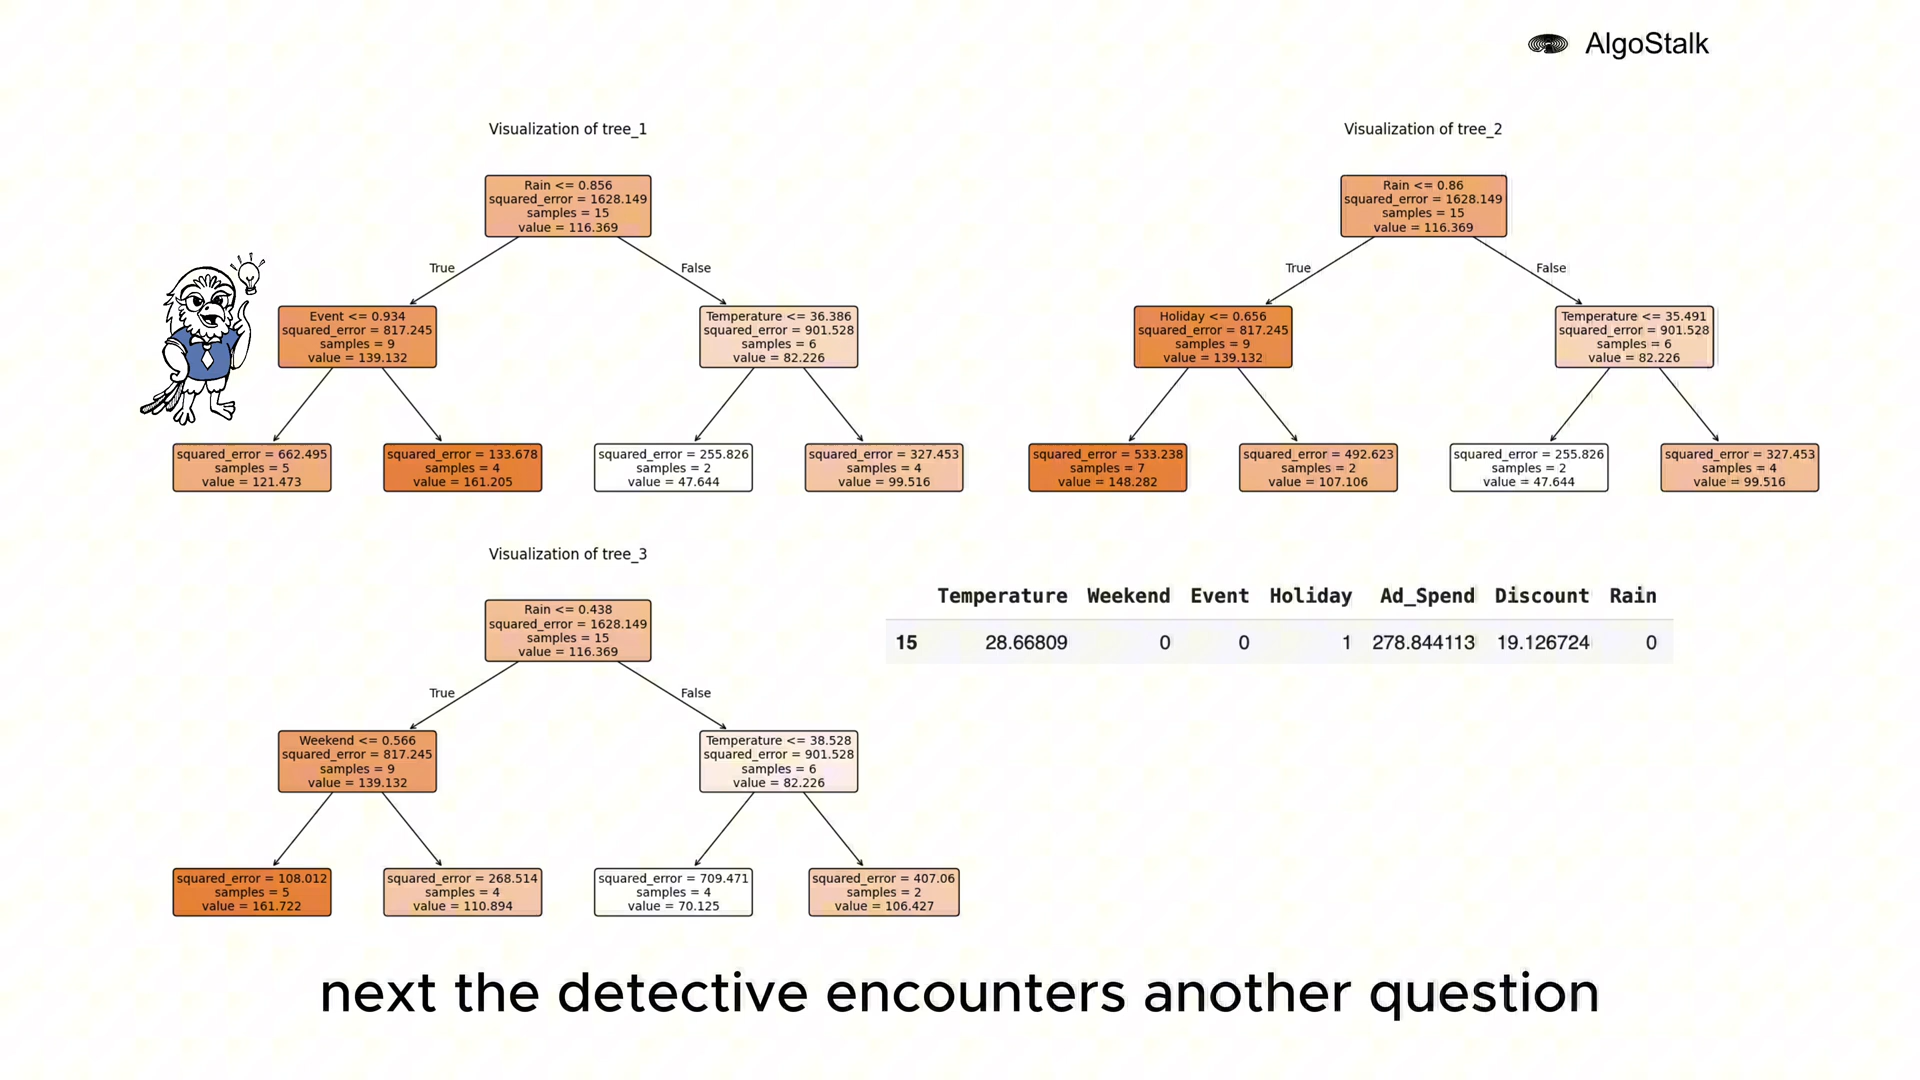 AlgoStalk
Visualization of tree_1
Rain <= 0.856
squared_error = 1628.149
samples = 15
value = 116.369
True
False
Event <= 0.934
squared_error = 817.245
samples = 9
value = 139.132
Temperature <= 36.386
squared_error = 901.528
samples = 6
value = 82.226
squared_error = 662.495
samples = 5
value = 121.473
squared_error = 133.678
samples = 4
value = 161.205
squared_error = 255.826
samples = 2
value = 47.644
squared_error = 327.453
samples = 4
value = 99.516
Visualization of tree_2
Rain <= 0.86
squared_error = 1628.149
samples = 15
value = 116.369
True
False
Holiday <= 0.656
squared_error = 817.245
samples = 9
value = 139.132
Temperature <= 35.491
squared_error = 901.528
samples = 6
value = 82.226
squared_error = 533.238
samples = 7
value = 148.282
squared_error = 492.623
samples = 2
value = 107.106
squared_error = 255.826
samples = 2
value = 47.644
squared_error = 327.453
samples = 4
value = 99.516
Visualization of tree_3
Rain <= 0.438
squared_error = 1628.149
samples = 15
value = 116.369
True
False
Weekend <= 0.566
squared_error = 817.245
samples = 9
value = 139.132
Temperature <= 38.528
squared_error = 901.528
samples = 6
value = 82.226
squared_error = 108.012
samples = 5
value = 161.722
squared_error = 268.514
samples = 4
value = 110.894
squared_error = 709.471
samples = 4
value = 70.125
squared_error = 407.06
samples = 2
value = 106.427
Temperature Weekend Event Holiday Ad_Spend Discount Rain
15 28.66809 0 0 1 278.844113 19.126724 0
next the detective encounters another question